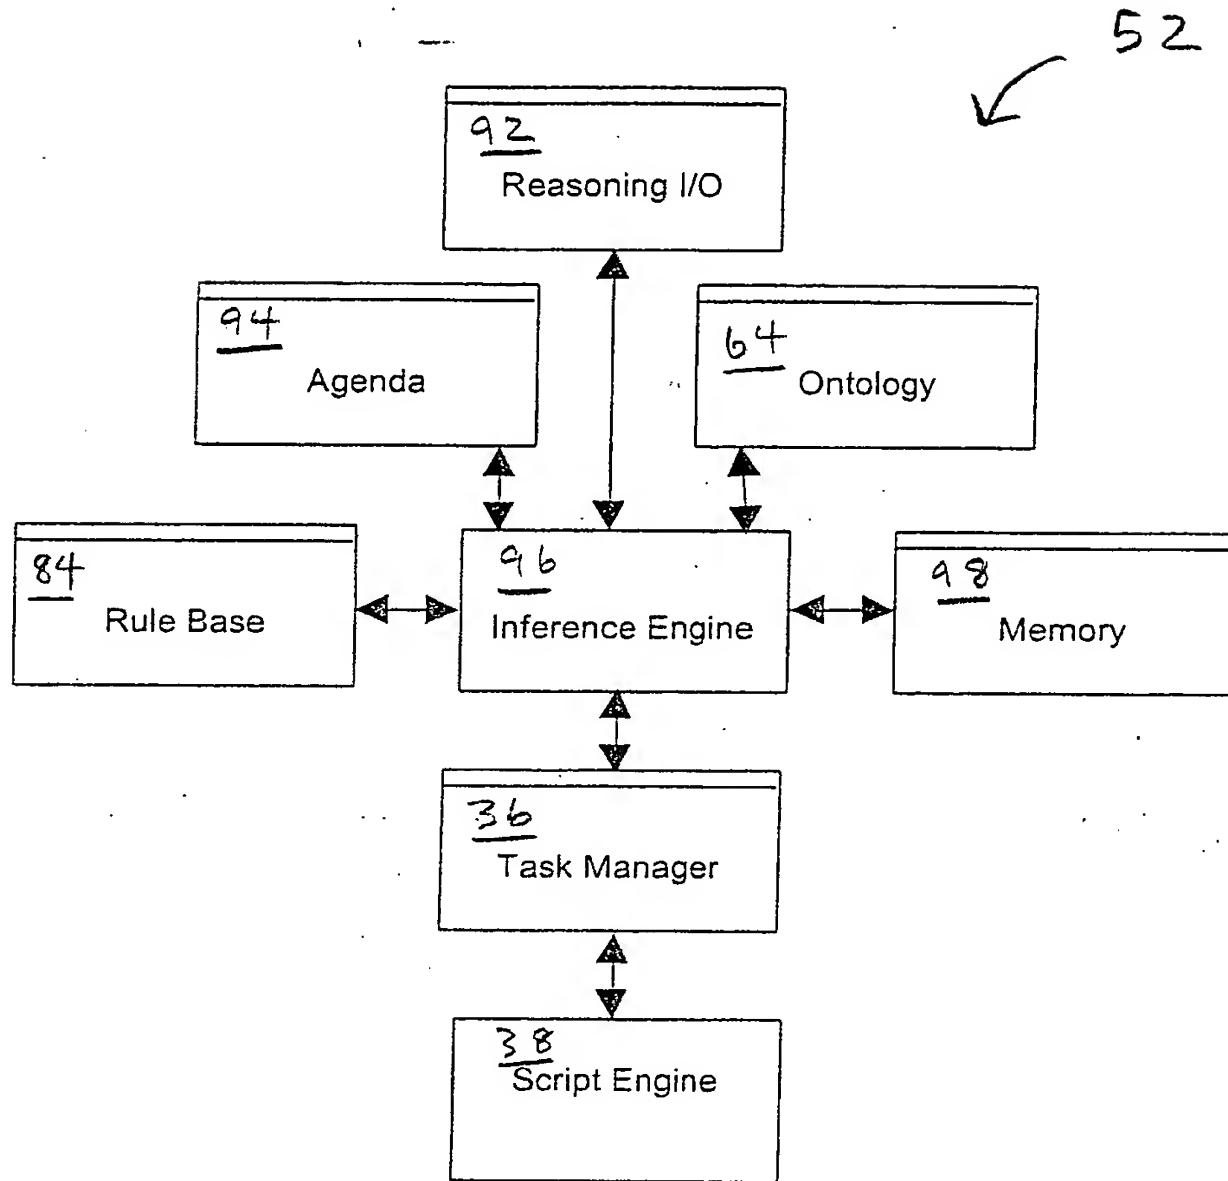 52
92
Reasoning I/O
94
Agenda
64
Ontology
84
Rule Base
96
Inference Engine
98
Memory
36
Task Manager
38
Script Engine